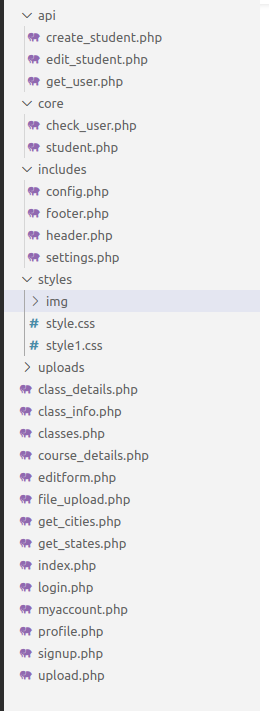 api
create_student.php
edit_student.php
get_user.php
core
check_user.php
student.php
includes
config.php
footer.php
header.php
settings.php
styles
img
# style.css
# style1.css
uploads
class_details.php
class_info.php
classes.php
course_details.php
editform.php
file_upload.php
get_cities.php
get_states.php
index.php
login.php
myaccount.php
profile.php
signup.php
upload.php